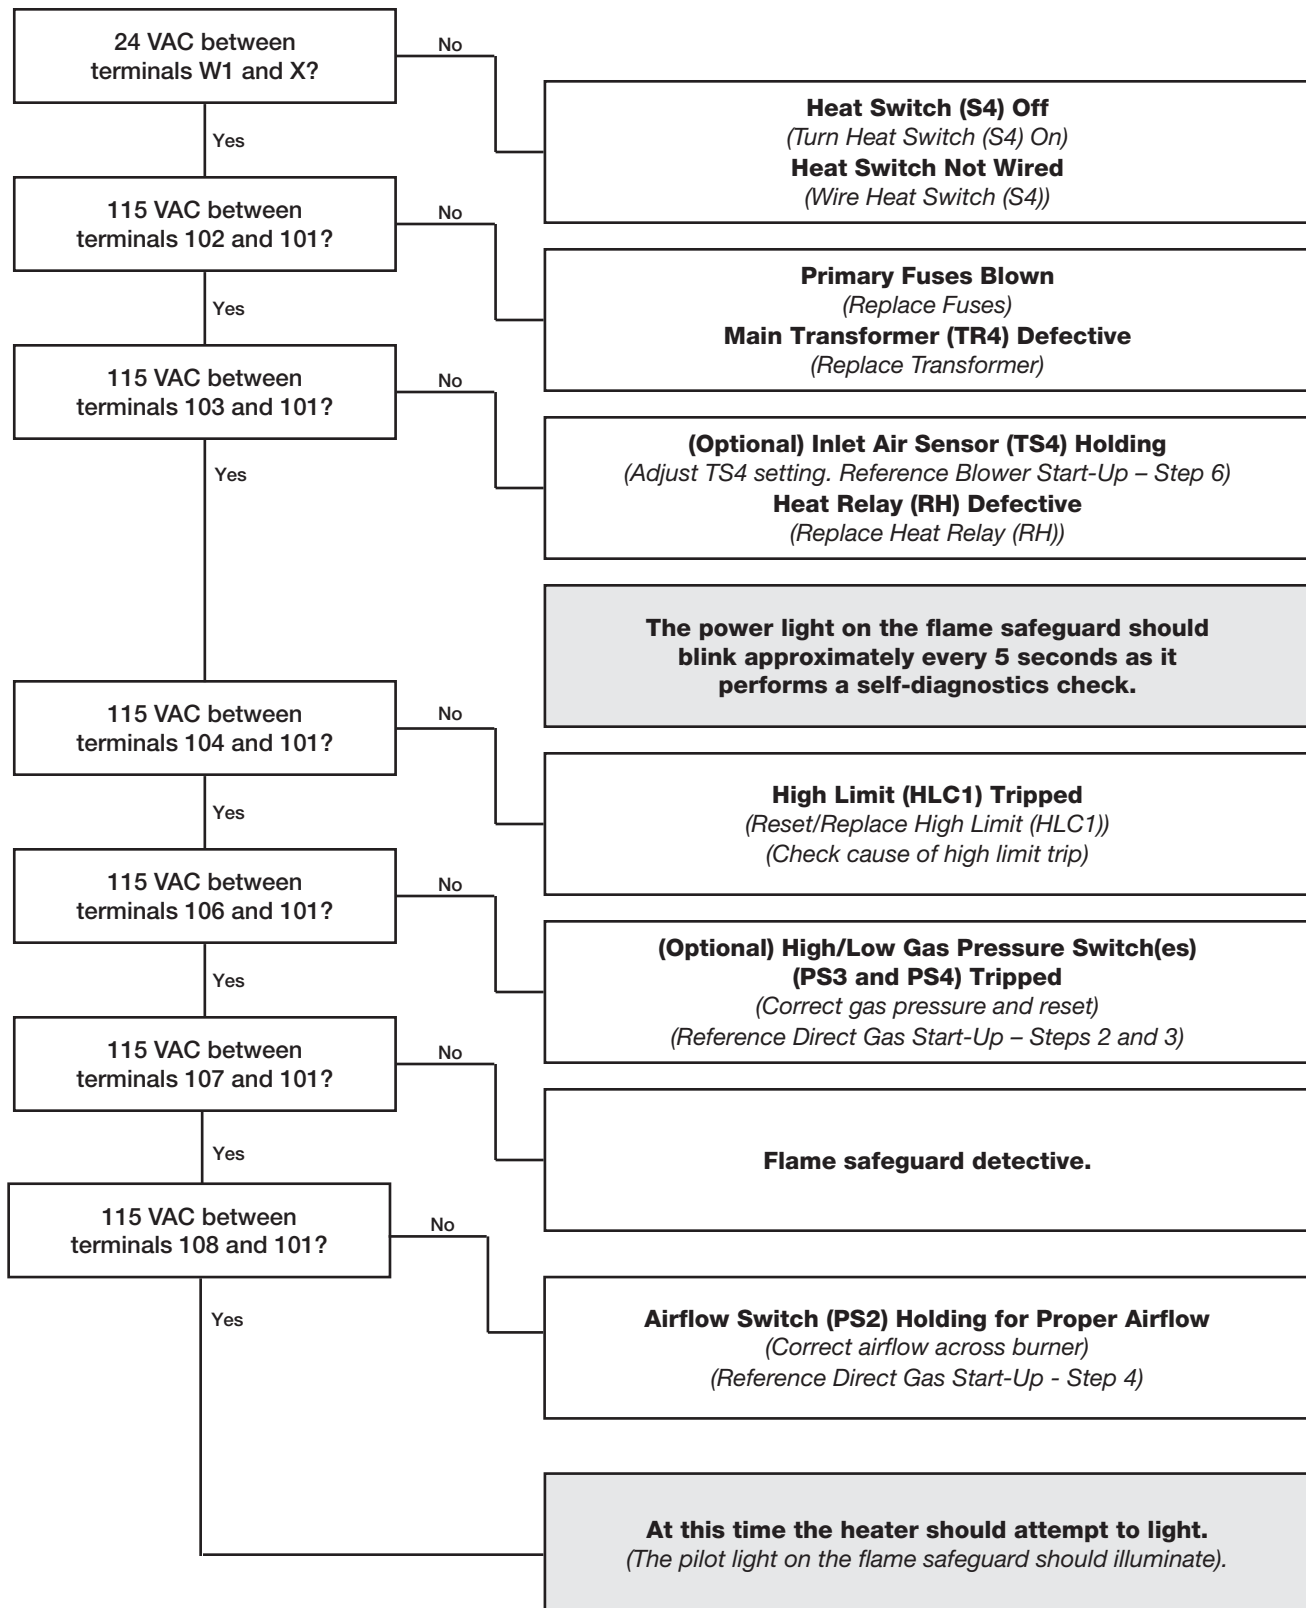 24 VAC between
terminals W1 and X?
No
Yes
Heat Switch (S4) Off
(Turn Heat Switch (S4) On)
Heat Switch Not Wired
(Wire Heat Switch (S4))
115 VAC between
terminals 102 and 101?
No
Yes
Primary Fuses Blown
(Replace Fuses)
Main Transformer (TR4) Defective
(Replace Transformer)
115 VAC between
terminals 103 and 101?
No
Yes
(Optional) Inlet Air Sensor (TS4) Holding
(Adjust TS4 setting. Reference Blower Start-Up – Step 6)
Heat Relay (RH) Defective
(Replace Heat Relay (RH))
The power light on the flame safeguard should
blink approximately every 5 seconds as it
performs a self-diagnostics check.
115 VAC between
terminals 104 and 101?
No
Yes
High Limit (HLC1) Tripped
(Reset/Replace High Limit (HLC1))
(Check cause of high limit trip)
115 VAC between
terminals 106 and 101?
No
Yes
(Optional) High/Low Gas Pressure Switch(es)
(PS3 and PS4) Tripped
(Correct gas pressure and reset)
(Reference Direct Gas Start-Up – Steps 2 and 3)
115 VAC between
terminals 107 and 101?
No
Yes
Flame safeguard detective.
115 VAC between
terminals 108 and 101?
No
Yes
Airflow Switch (PS2) Holding for Proper Airflow
(Correct airflow across burner)
(Reference Direct Gas Start-Up - Step 4)
At this time the heater should attempt to light.
(The pilot light on the flame safeguard should illuminate).